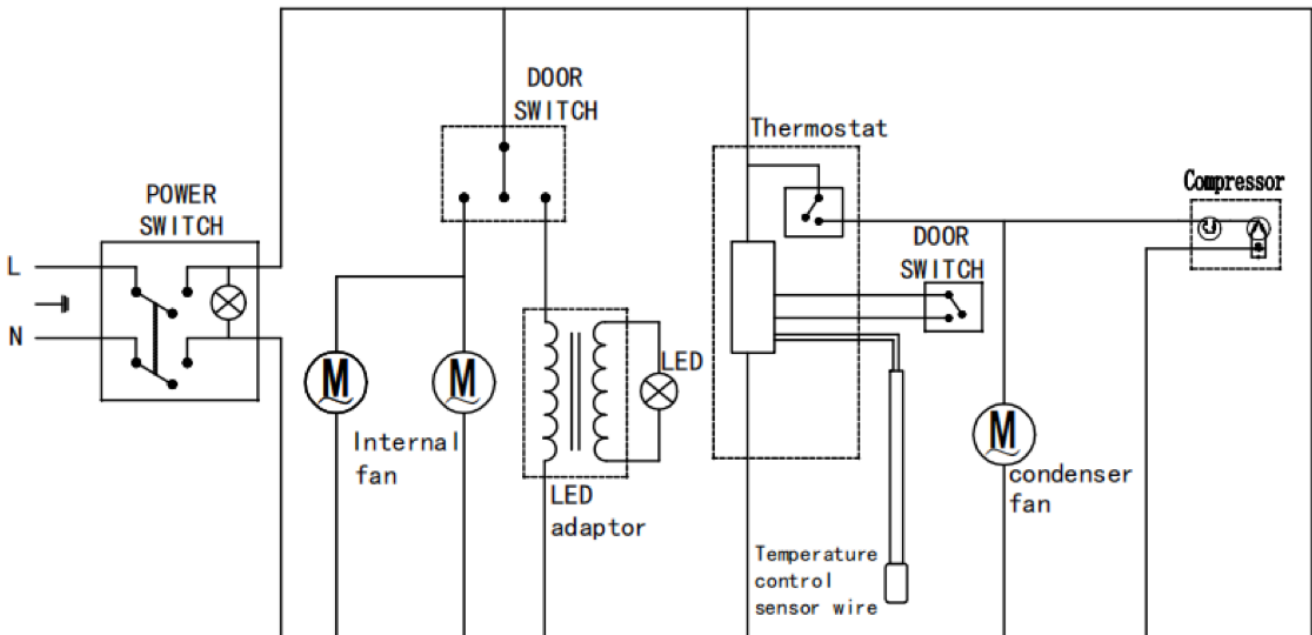 DOOR
SWITCH
Thermostat
POWER
SWITCH
Compressor
L
N
DOOR
SWITCH
M
M
LED
Internal
fan
M
condenser
fan
LED
adaptor
Temperature
control
sensor wire